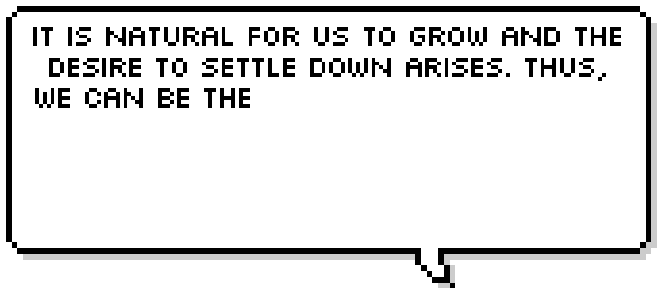 IT IS NATURAL FOR US TO GROW AND THE
DESIRE TO SETTLE DOWN ARISES. THUS,
WE CAN BE THE